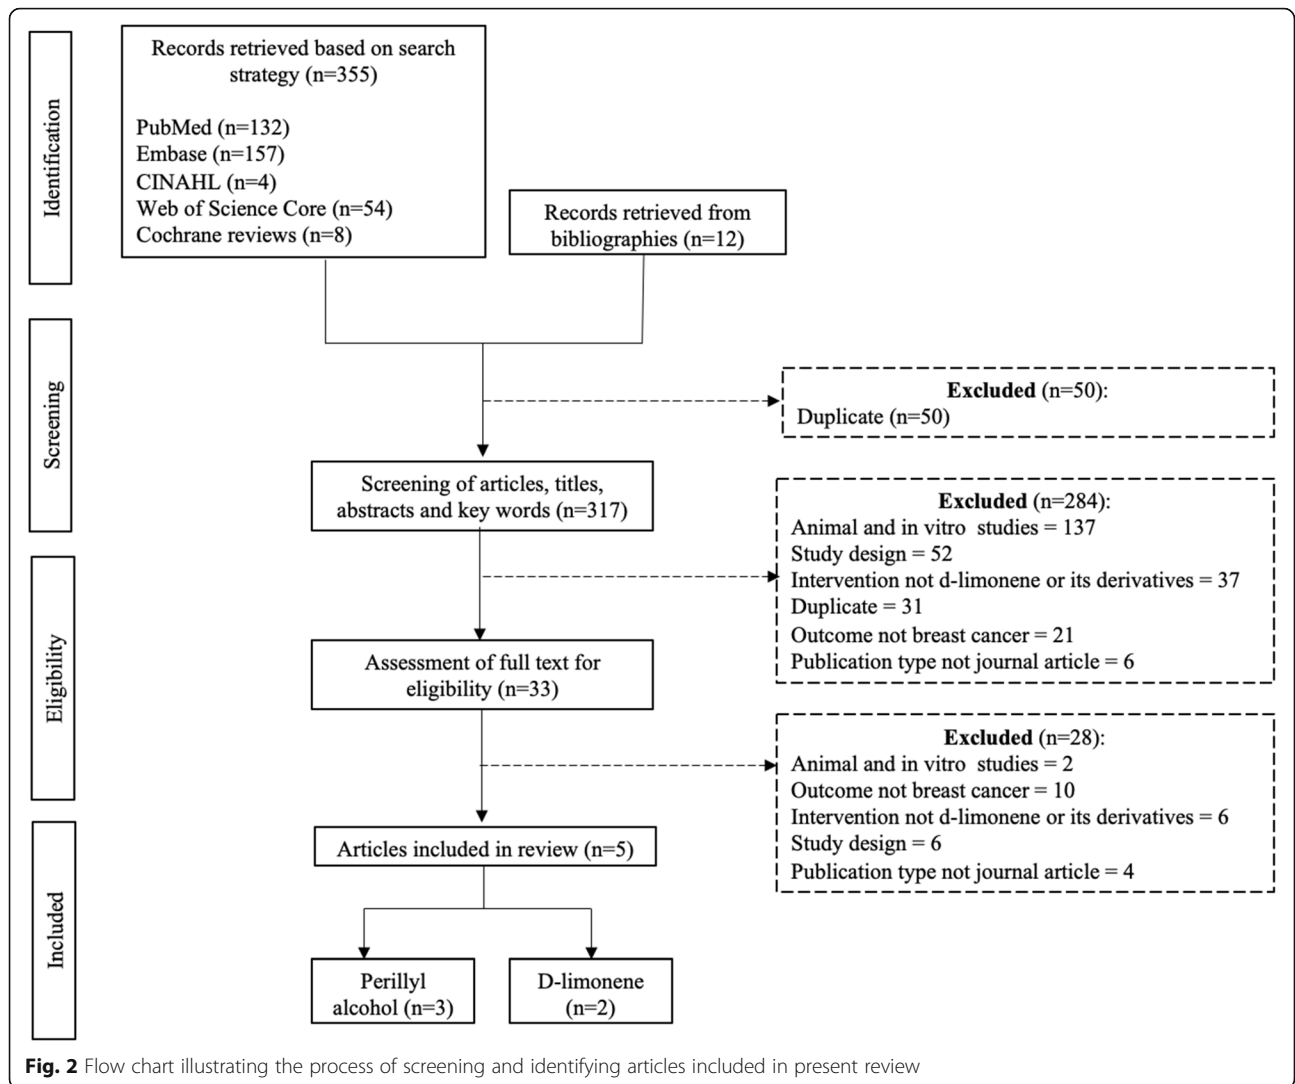 Identification
Records retrieved based on search
strategy (n=355)
PubMed (n=132)
Embase (n=157)
CINAHL (n=4)
Web of Science Core (n=54)
Cochrane reviews (n=8)
Records retrieved from
bibliographies (n=12)
Screening
Excluded (n=50):
Duplicate (n=50)
Screening of articles, titles,
abstracts and key words (n=317)
Excluded (n=284):
Animal and in vitro studies = 137
Study design = 52
Intervention not d-limonene or its derivatives = 37
Duplicate = 31
Outcome not breast cancer = 21
Publication type not journal article = 6
Eligibility
Assessment of full text for
eligibility (n=33)
Excluded (n=28):
Animal and in vitro studies = 2
Outcome not breast cancer = 10
Intervention not d-limonene or its derivatives = 6
Study design = 6
Publication type not journal article = 4
Included
Articles included in review (n=5)
Perillyl
alcohol (n=3)
D-limonene
(n=2)
Fig. 2 Flow chart illustrating the process of screening and identifying articles included in present review